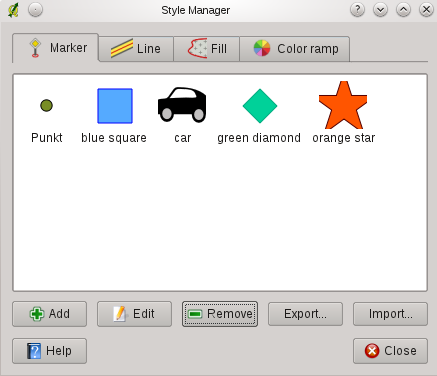 Style Manager
Marker Line Fill Color ramp
Punkt blue square car green diamond orange star
Add Edit Remove Export... Import...
Help Close